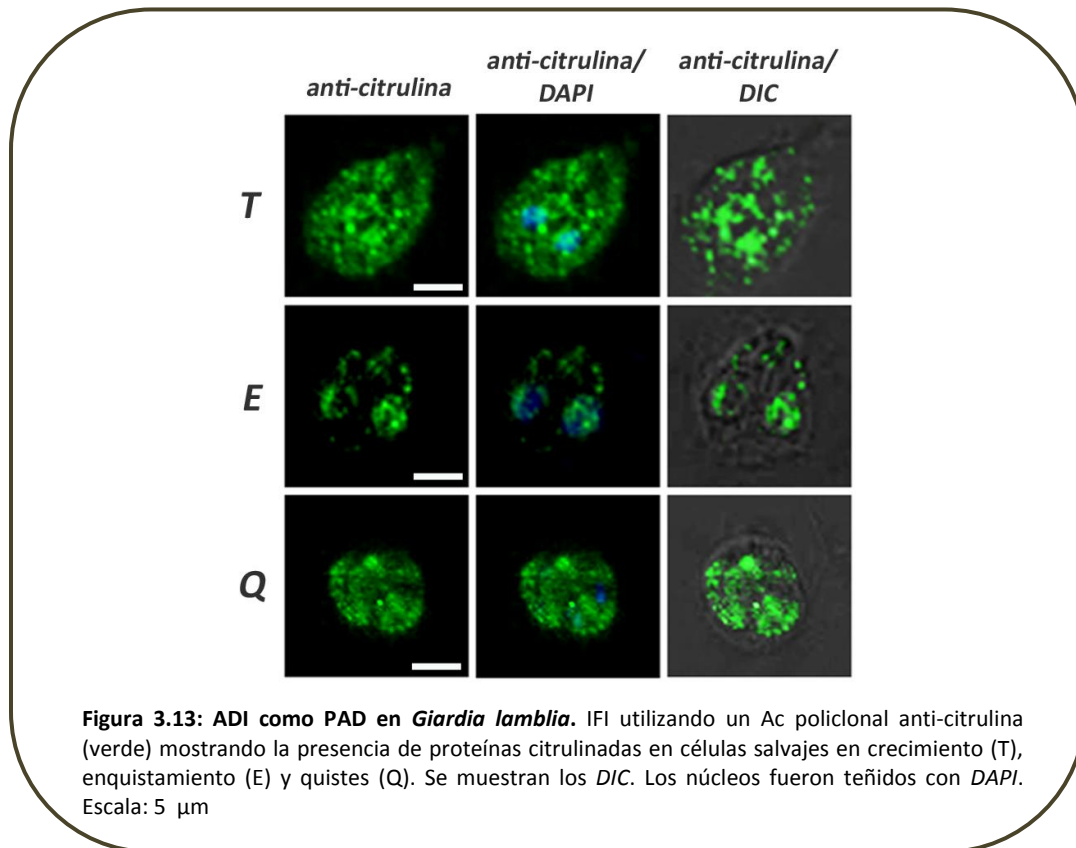 anti-citrulina
anti-citrulina/
DAPI
anti-citrulina/
DIC
T
E
Q
Figura 3.13: ADI como PAD en Giardia lamblia. IFI utilizando un Ac policlonal anti-citrulina
(verde) mostrando la presencia de proteínas citrulinadas en células salvajes en crecimiento (T),
enquistamiento (E) y quistes (Q). Se muestran los DIC. Los núcleos fueron teñidos con DAPI.
Escala: 5 µm